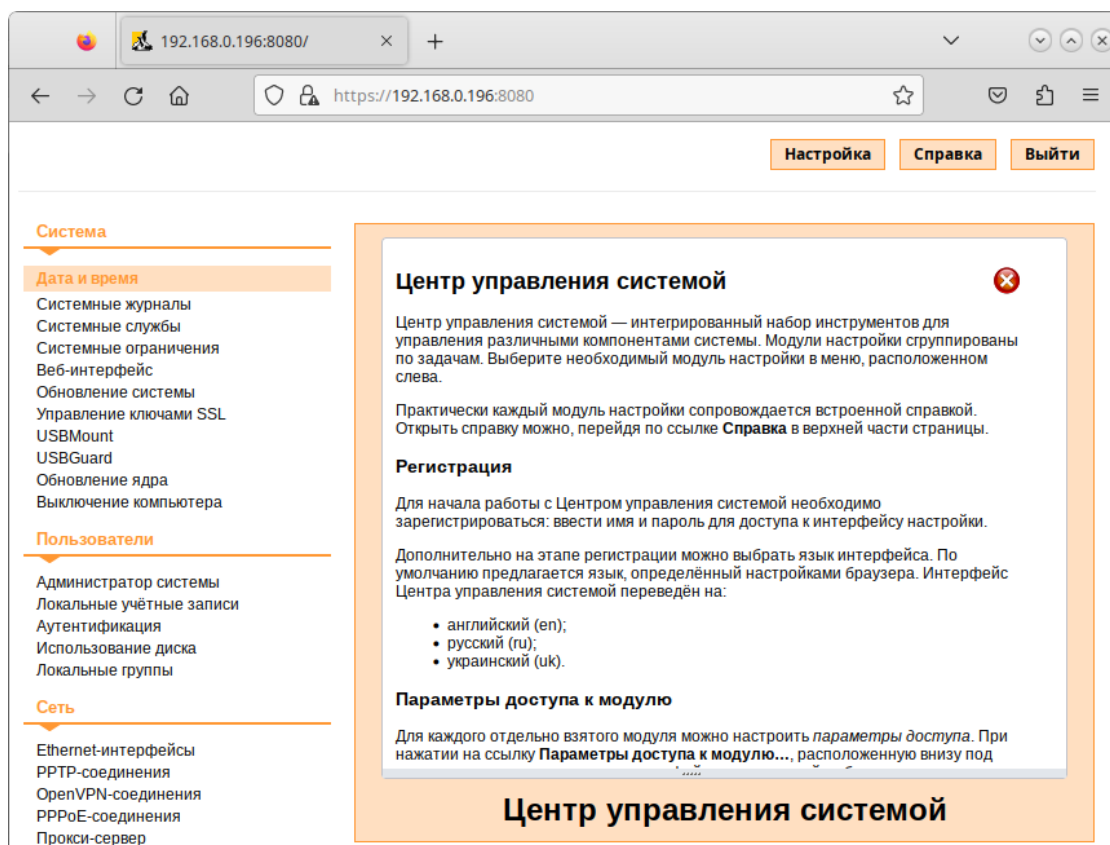 192.168.0.196:8080/
https://192.168.0.196:8080
Настройка
Справка
Выйти
Система
Дата и время
Системные журналы
Системные службы
Системные ограничения
Веб-интерфейс
Обновление системы
Управление ключами SSL
USBMount
USBGuard
Обновление ядра
Выключение компьютера
Пользователи
Администратор системы
Локальные учётные записи
Аутентификация
Использование диска
Локальные группы
Сеть
Ethernet-интерфейсы
PPTP-соединения
OpenVPN-соединения
PPPoE-соединения
Прокси-сервер
Центр управления системой
Центр управления системой — интегрированный набор инструментов для
управления различными компонентами системы. Модули настройки сгруппированы
по задачам. Выберите необходимый модуль настройки в меню, расположенном
слева.
Практически каждый модуль настройки сопровождается встроенной справкой.
Открыть справку можно, перейдя по ссылке Справка в верхней части страницы.
Регистрация
Для начала работы с Центром управления системой необходимо
зарегистрироваться: ввести имя и пароль для доступа к интерфейсу настройки.
Дополнительно на этапе регистрации можно выбрать язык интерфейса. По
умолчанию предлагается язык, определённый настройками браузера. Интерфейс
Центра управления системой переведён на:
• английский (en);
• русский (ru);
• украинский (uk).
Параметры доступа к модулю
Для каждого отдельно взятого модуля можно настроить параметры доступа. При
нажатии на ссылку Параметры доступа к модулю…, расположенную внизу под
Центр управления системой